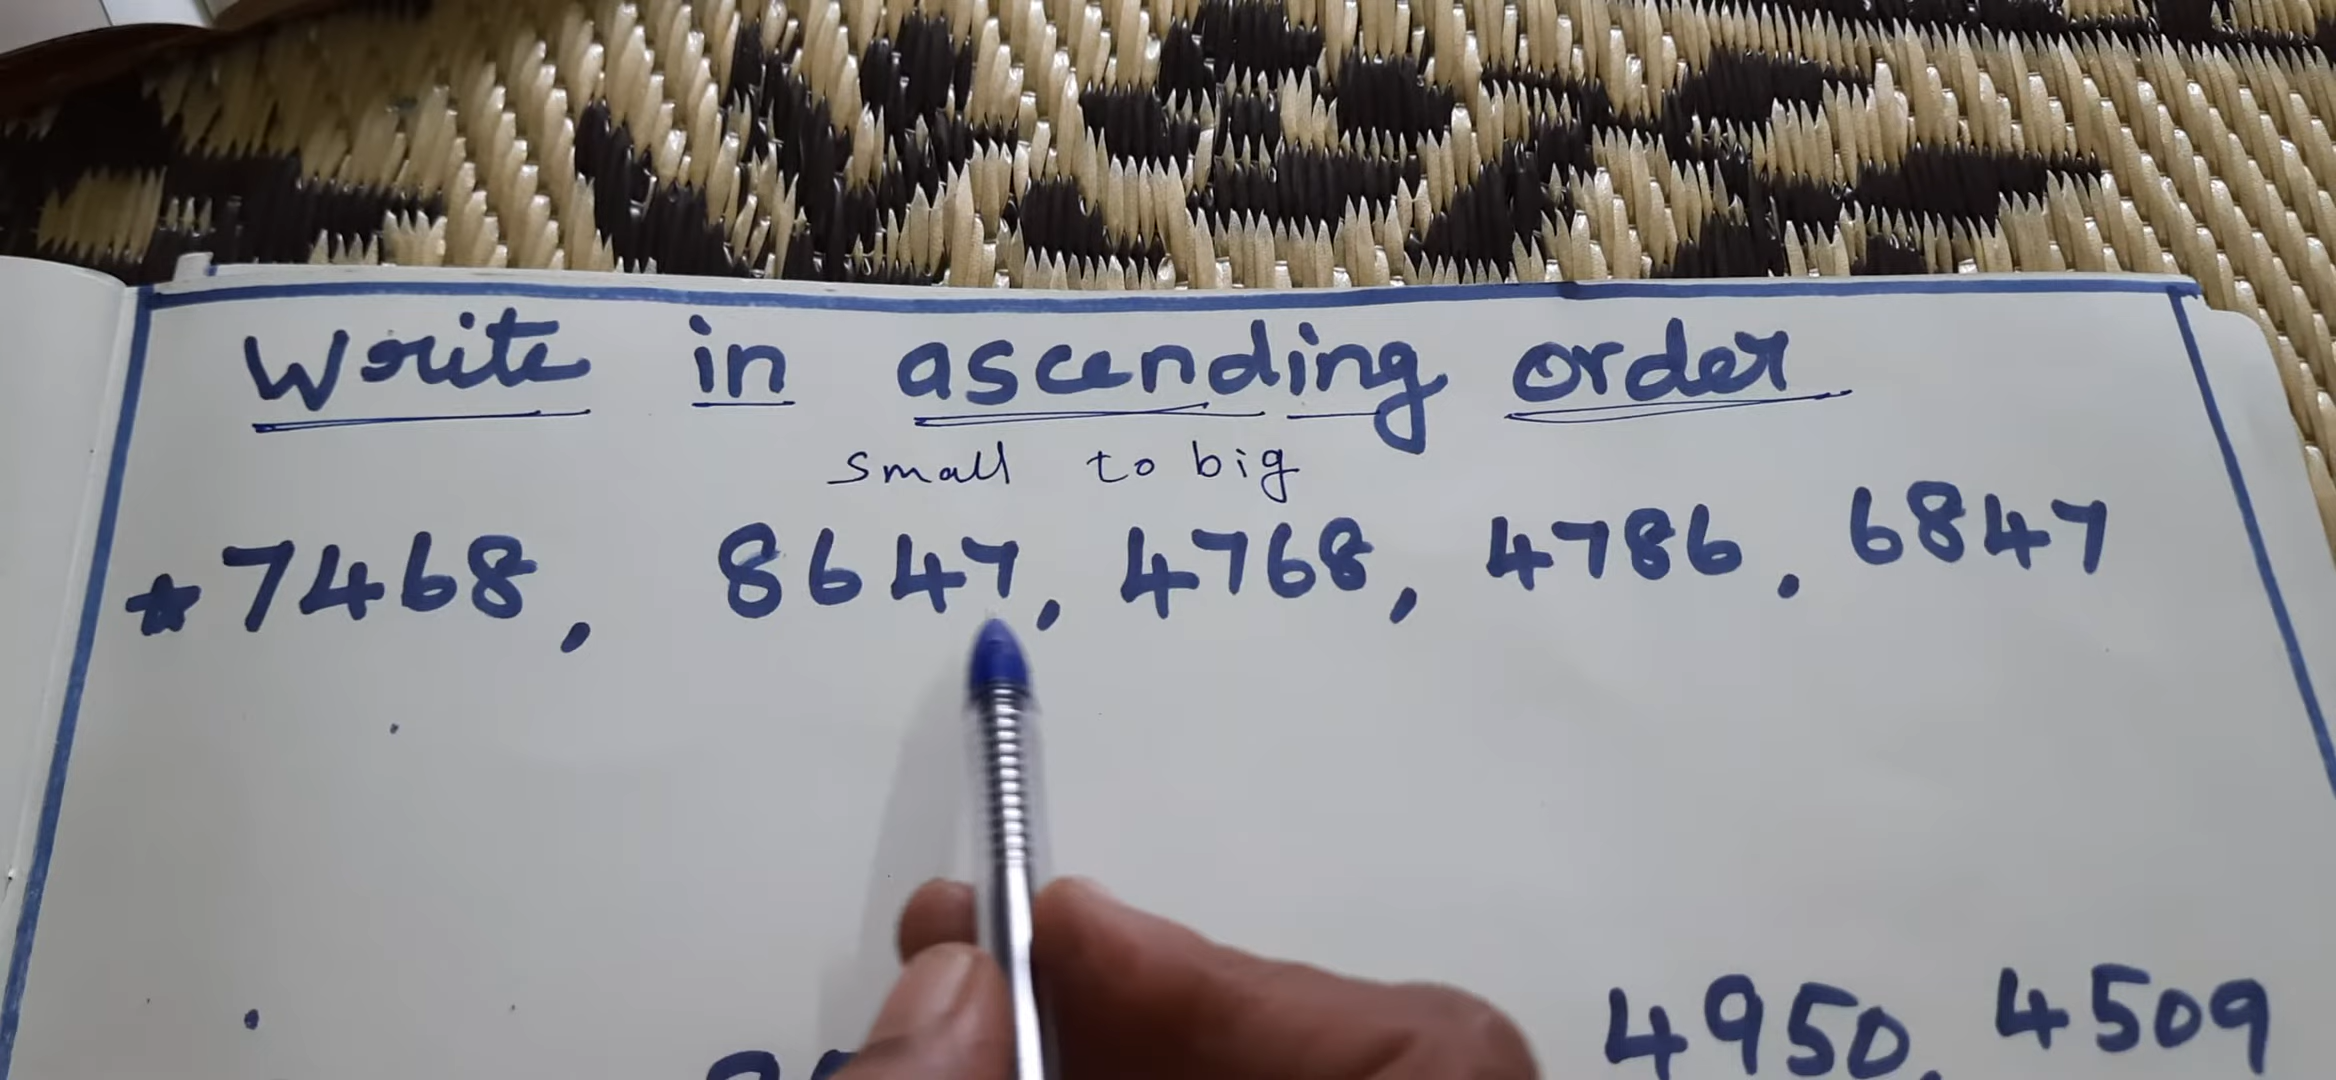 Write in ascending order
Small to big
★ 7468, 8647, 4768, 4786, 6847
4950, 4509